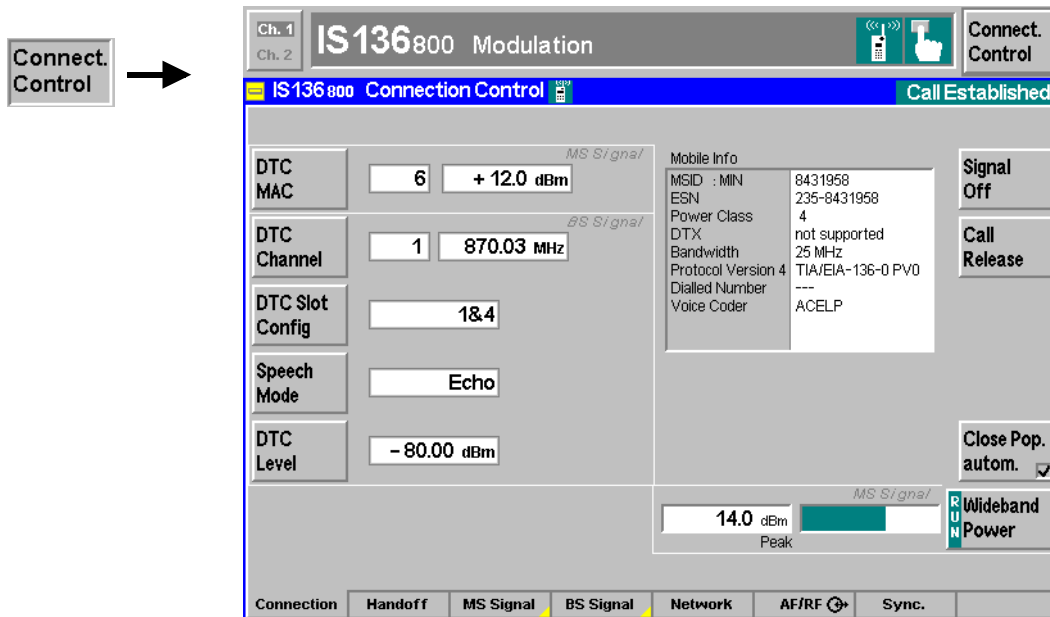 Connect.
Control
Ch. 1
Ch. 2
IS136800 Modulation
Connect.
Control
IS136 800 Connection Control
Call Established
MS Signal
DTC
MAC
6
+ 12.0 dBm
BS Signal
DTC
Channel
1
870.03 MHz
DTC Slot
Config
1&4
Speech
Mode
Echo
DTC
Level
– 80.00 dBm
Mobile Info
MSID : MIN 8431958
ESN 235-8431958
Power Class 4
DTX not supported
Bandwidth 25 MHz
Protocol Version 4 TIA/EIA-136-0 PV0
Dialled Number ---
Voice Coder ACELP
Signal
Off
Call
Release
Close Pop.
autom.
MS Signal
14.0 dBm
Peak
RUN
Wideband
Power
Connection Handoff MS Signal BS Signal Network AF/RF Sync.